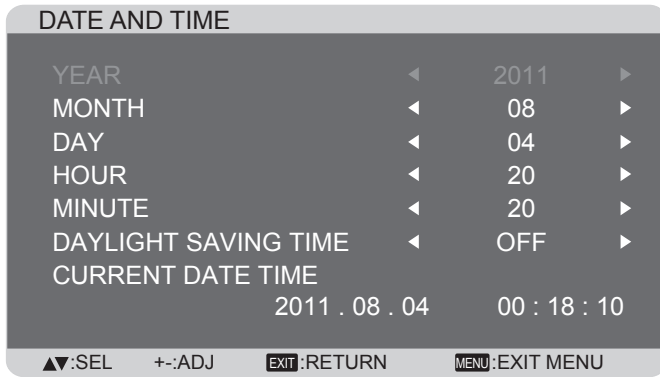 DATE AND TIME
YEAR ◀ 2011 ▶
MONTH ◀ 08 ▶
DAY ◀ 04 ▶
HOUR ◀ 20 ▶
MINUTE ◀ 20 ▶
DAYLIGHT SAVING TIME ◀ OFF ▶
CURRENT DATE TIME
2011 . 08 . 04 00 : 18 : 10
▲▼:SEL +-:ADJ EXIT:RETURN MENU:EXIT MENU